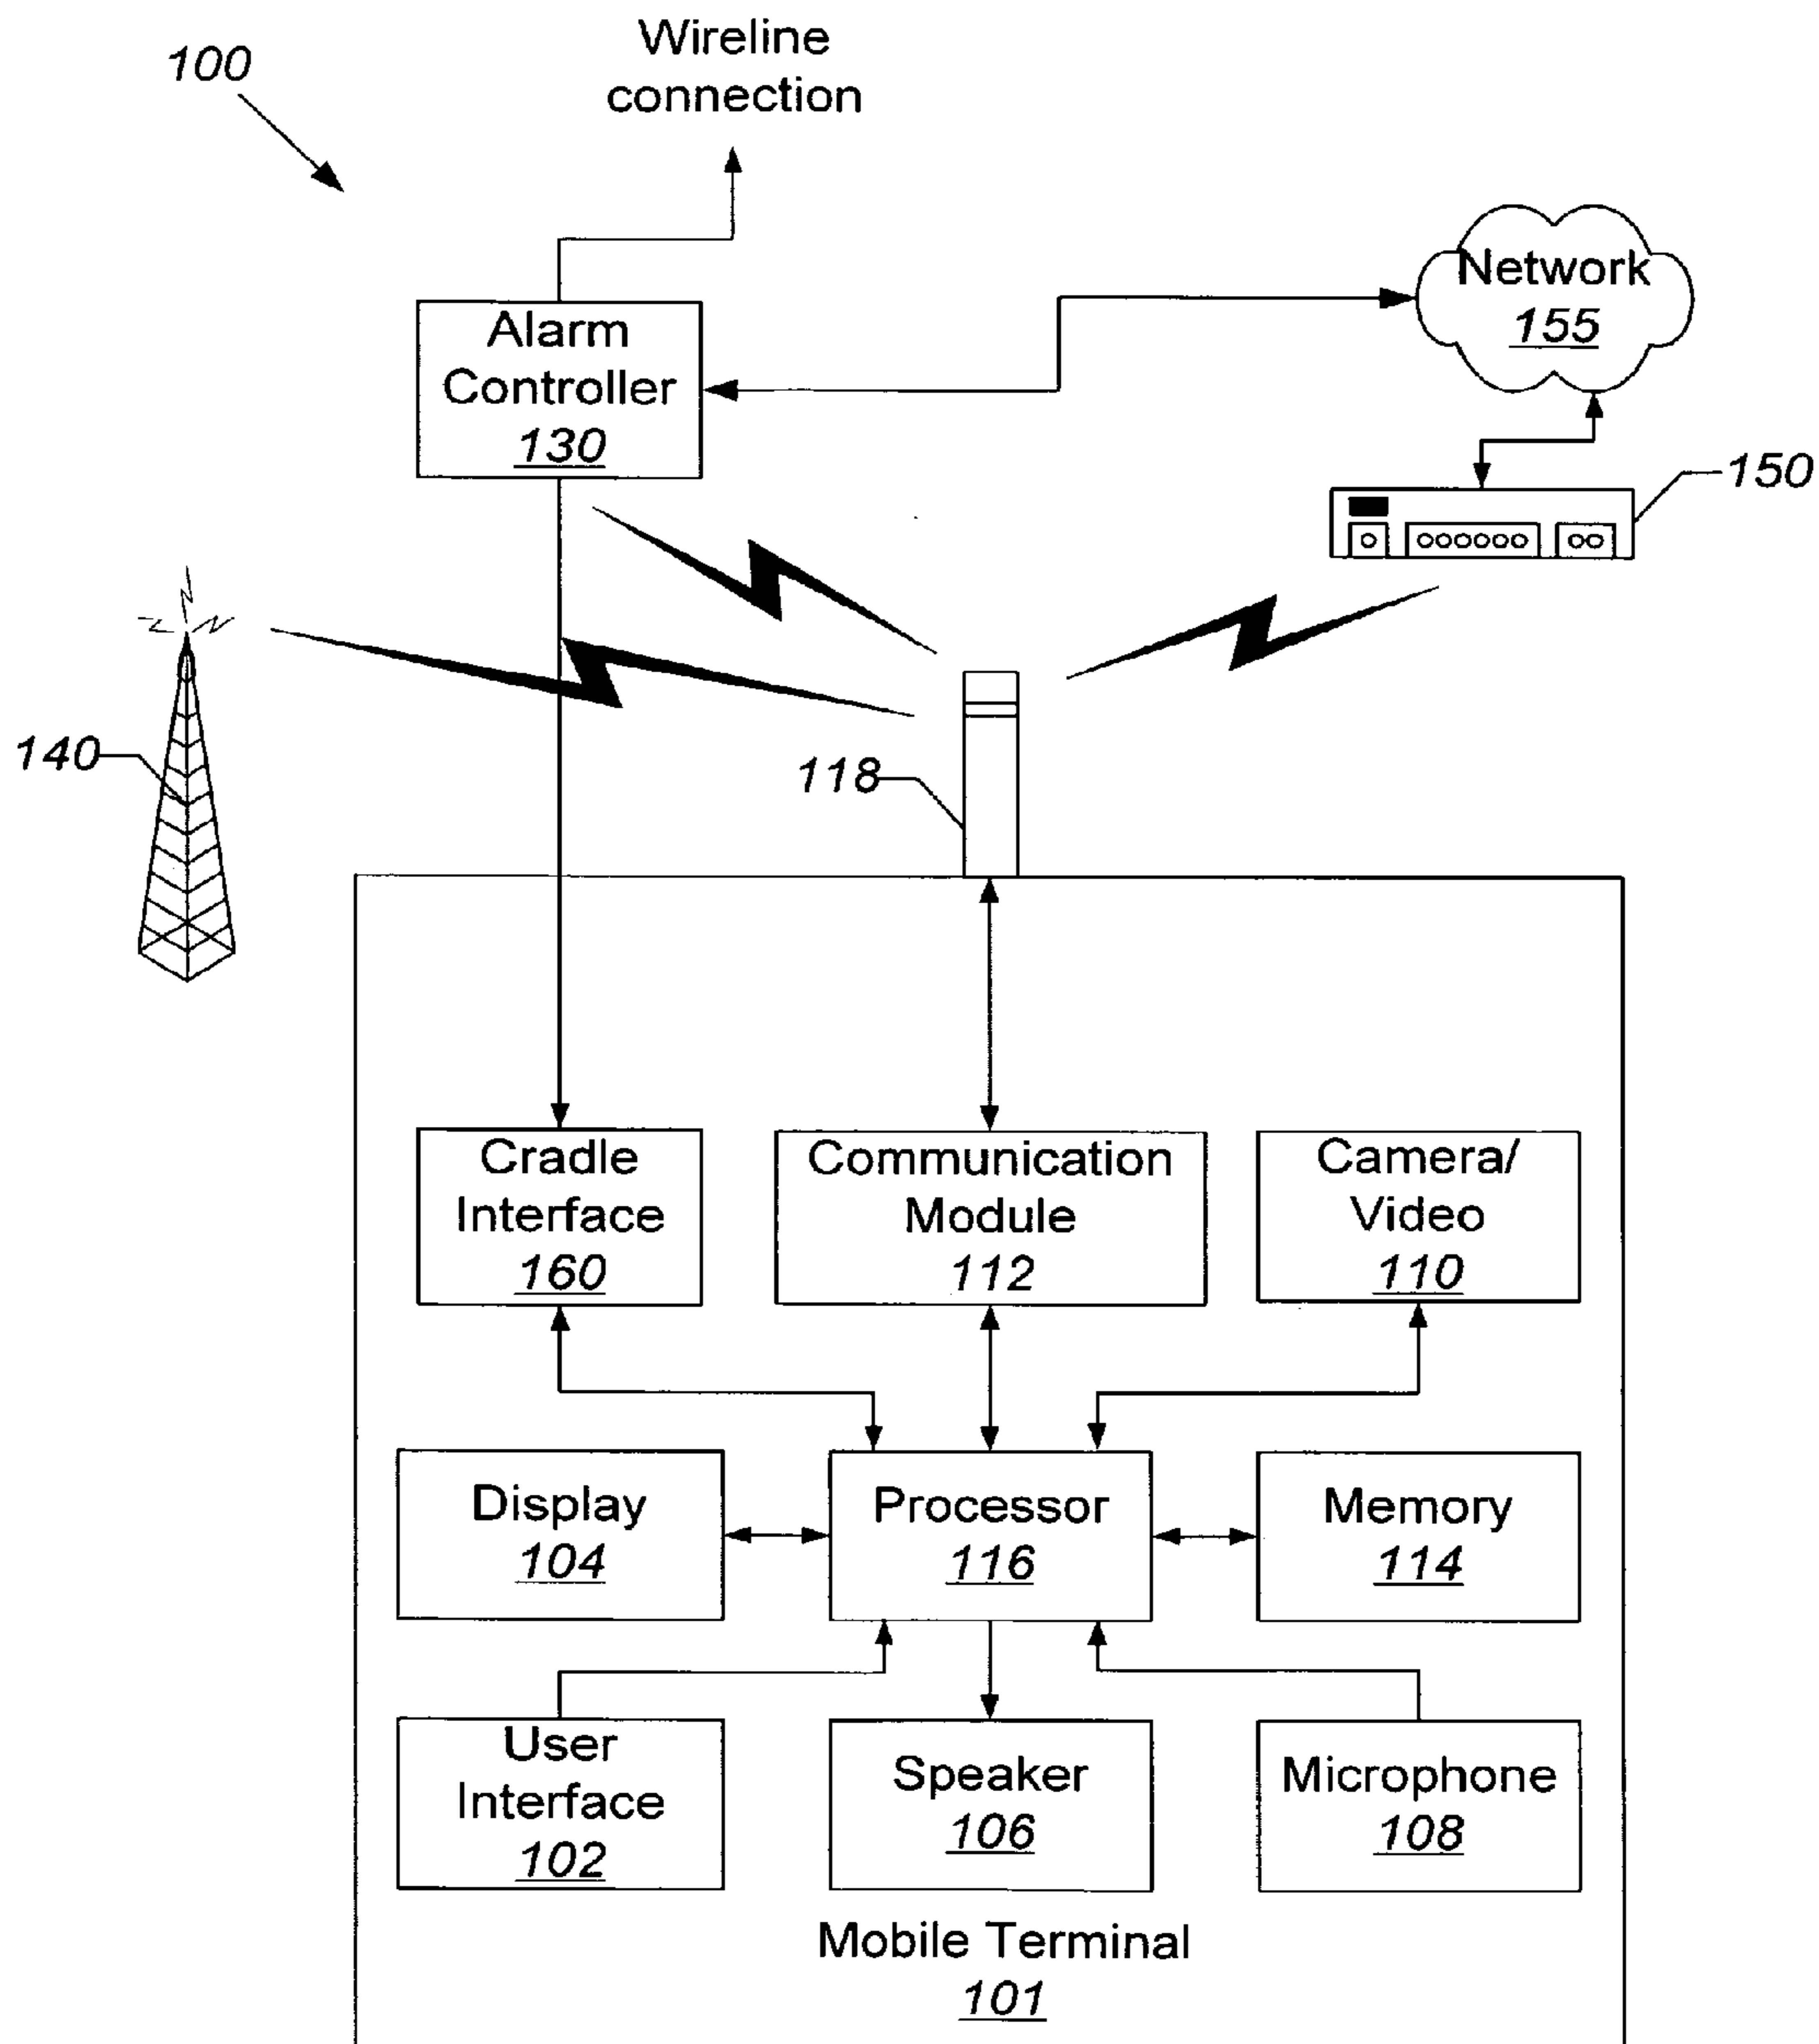 Wireline
connection
100
Network
155
Alarm
Controller
130
150
140
118
Cradle
Interface
160
Communication
Module
112
Camera/
Video
110
Display
104
Processor
116
Memory
114
User
Interface
102
Speaker
106
Microphone
108
Mobile Terminal
101